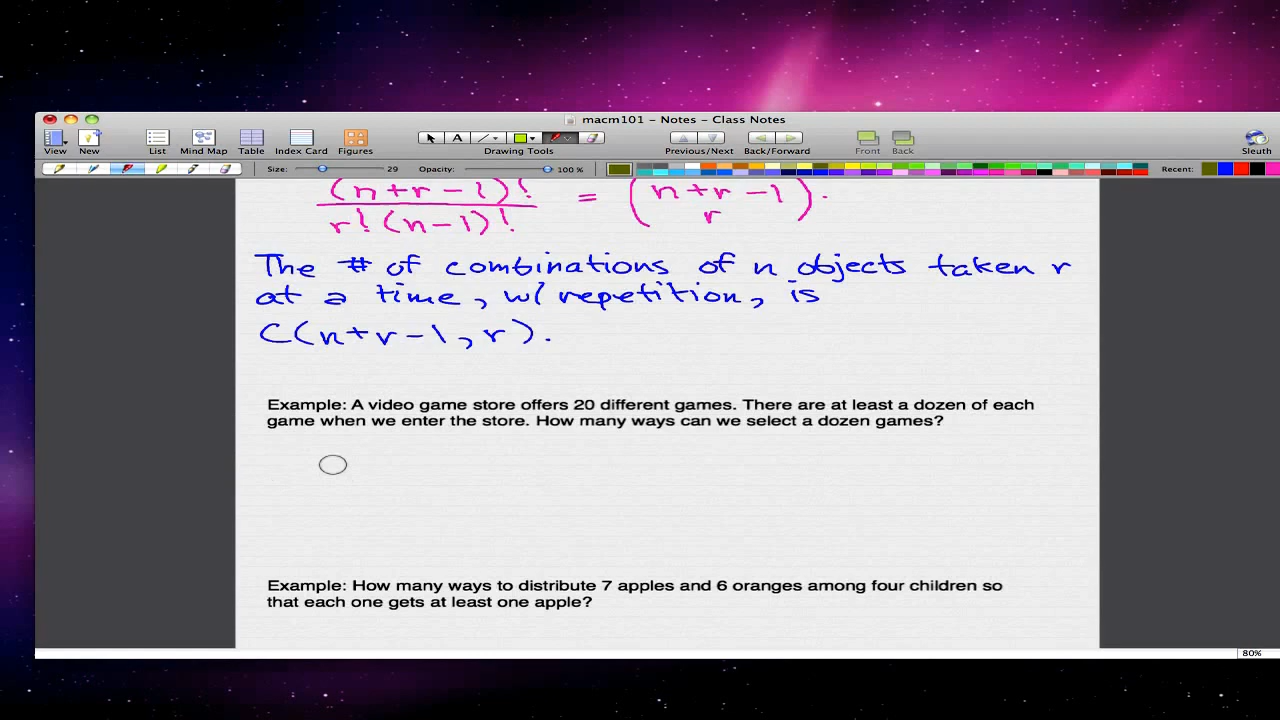 macm101 - Notes - Class Notes
View New List Mind Map Table Index Card Figures Drawing Tools Previous/Next Back/Forward Front Back Sleuth
Size: 29 Opacity: 100 % Recent:
(n+r-1)! / r!(n-1)! = (n+r-1 r).
The # of combinations of n objects taken r
at a time, w/ repetition, is
C(n+r-1, r).
Example: A video game store offers 20 different games. There are at least a dozen of each
game when we enter the store. How many ways can we select a dozen games?
Example: How many ways to distribute 7 apples and 6 oranges among four children so
that each one gets at least one apple?
80%